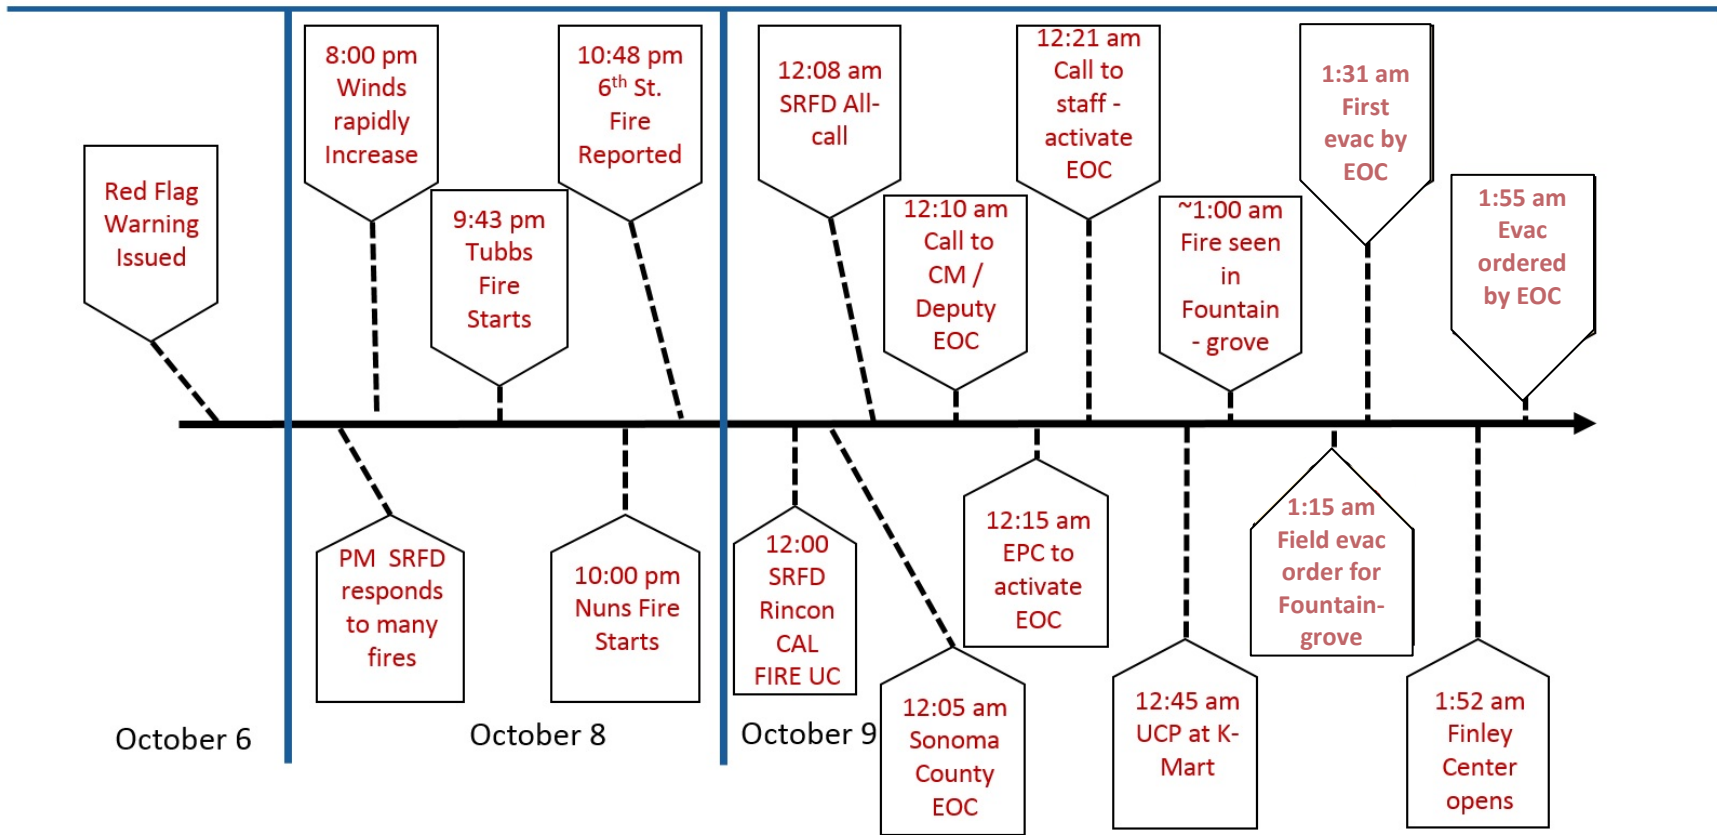 Red Flag
Warning
Issued
8:00 pm
Winds
rapidly
Increase
9:43 pm
Tubbs
Fire
Starts
10:48 pm
6th St.
Fire
Reported
12:08 am
SRFD All-
call
12:10 am
Call to
CM /
Deputy
EOC
12:21 am
Call to
staff -
activate
EOC
~1:00 am
Fire seen
in
Fountain
- grove
1:31 am
First
evac by
EOC
1:55 am
Evac
ordered
by EOC
PM SRFD
responds
to many
fires
10:00 pm
Nuns Fire
Starts
12:00
SRFD
Rincon
CAL
FIRE UC
12:05 am
Sonoma
County
EOC
12:15 am
EPC to
activate
EOC
12:45 am
UCP at K-
Mart
1:15 am
Field evac
order for
Fountain-
grove
1:52 am
Finley
Center
opens
October 6
October 8
October 9